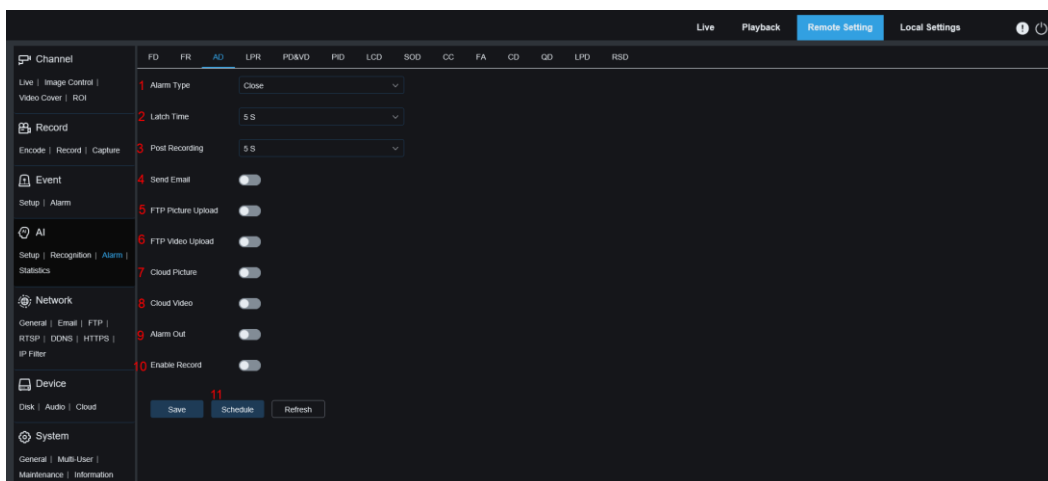 Live Playback Remote Setting Local Settings
Channel
Live | Image Control |
Video Cover | ROI
Record
Encode | Record | Capture
Event
Setup | Alarm
AI
Setup | Recognition | Alarm |
Statistics
Network
General | Email | FTP |
RTSP | DDNS | HTTPS |
IP Filter
Device
Disk | Audio | Cloud
System
General | Multi-User |
Maintenance | Information
FD FR AD LPR PD&VD PID LCD SOD CC FA CD QD LPD RSD
1 Alarm Type Close
2 Latch Time 5 S
3 Post Recording 5 S
4 Send Email
5 FTP Picture Upload
6 FTP Video Upload
7 Cloud Picture
8 Cloud Video
9 Alarm Out
10 Enable Record
11
Save Schedule Refresh